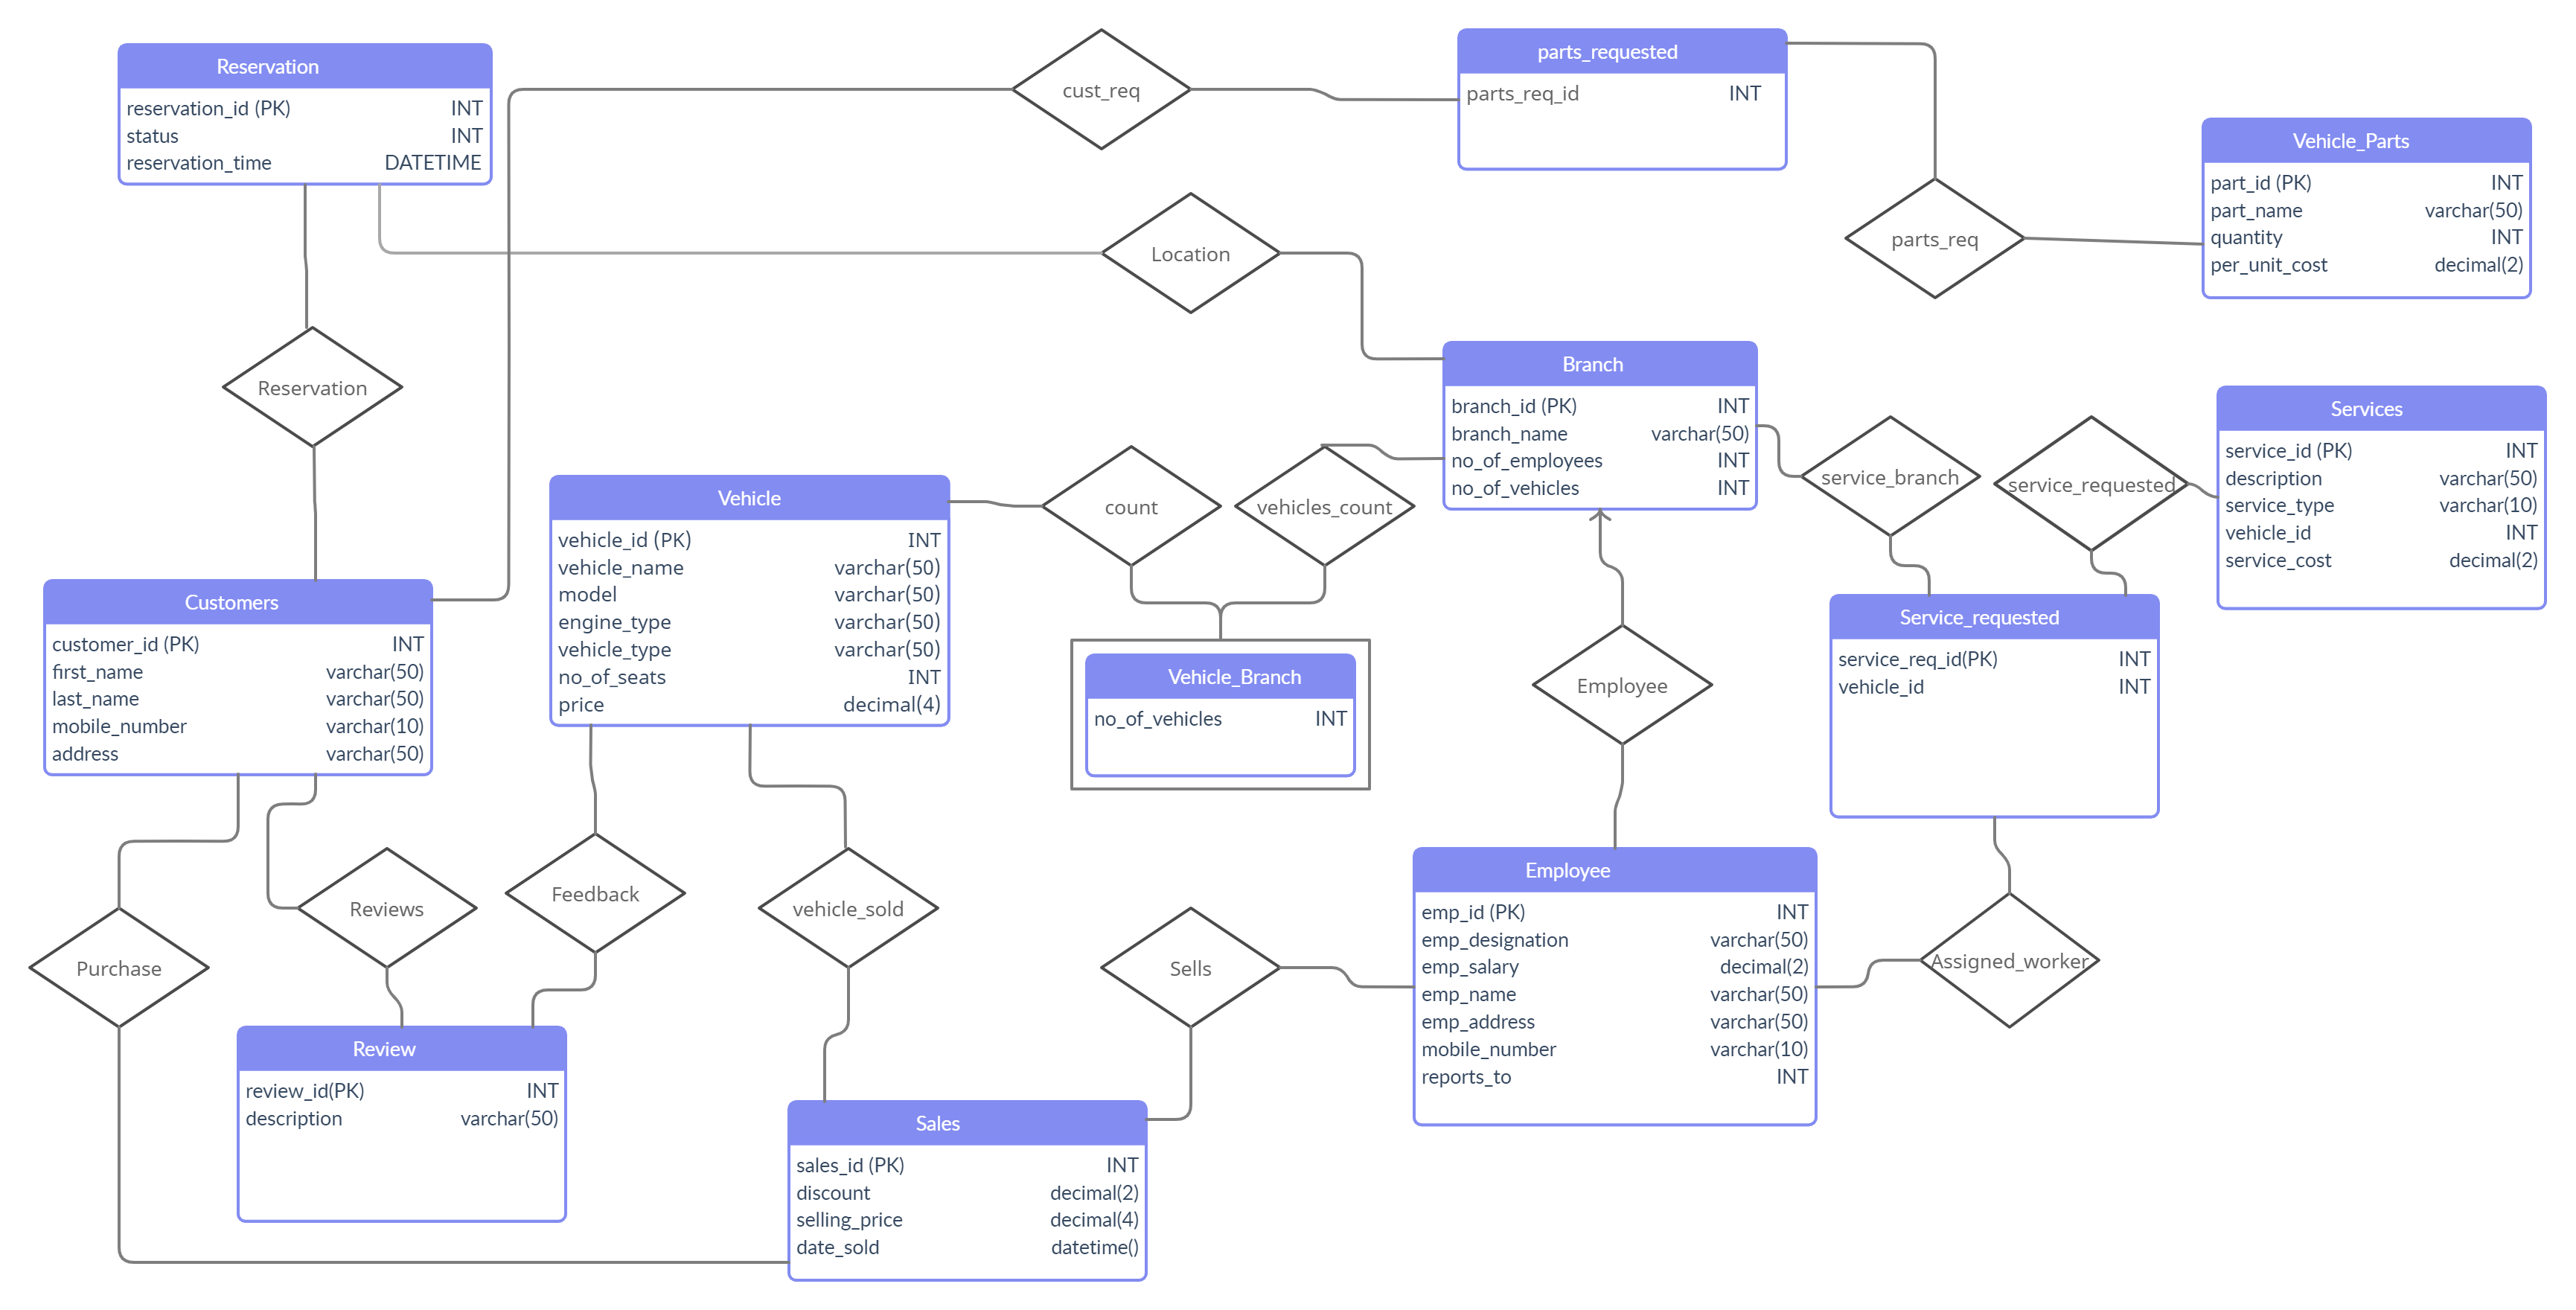 Reservation
reservation_id (PK) INT
status INT
reservation_time DATETIME
cust_req
parts_requested
parts_req_id INT
Vehicle_Parts
part_id (PK) INT
part_name varchar(50)
quantity INT
per_unit_cost decimal(2)
parts_req
Location
Reservation
Branch
branch_id (PK) INT
branch_name varchar(50)
no_of_employees INT
no_of_vehicles INT
Services
service_id (PK) INT
description varchar(50)
service_type varchar(10)
vehicle_id INT
service_cost decimal(2)
service_branch
service_requested
Vehicle
vehicle_id (PK) INT
vehicle_name varchar(50)
model varchar(50)
engine_type varchar(50)
vehicle_type varchar(50)
no_of_seats INT
price decimal(4)
count
vehicles_count
Customers
customer_id (PK) INT
first_name varchar(50)
last_name varchar(50)
mobile_number varchar(10)
address varchar(50)
Vehicle_Branch
no_of_vehicles INT
Employee
Service_requested
service_req_id(PK) INT
vehicle_id INT
Purchase
Reviews
Feedback
vehicle_sold
Sells
Employee
emp_id (PK) INT
emp_designation varchar(50)
emp_salary decimal(2)
emp_name varchar(50)
emp_address varchar(50)
mobile_number varchar(10)
reports_to INT
Assigned_worker
Review
review_id(PK) INT
description varchar(50)
Sales
sales_id (PK) INT
discount decimal(2)
selling_price decimal(4)
date_sold datetime()